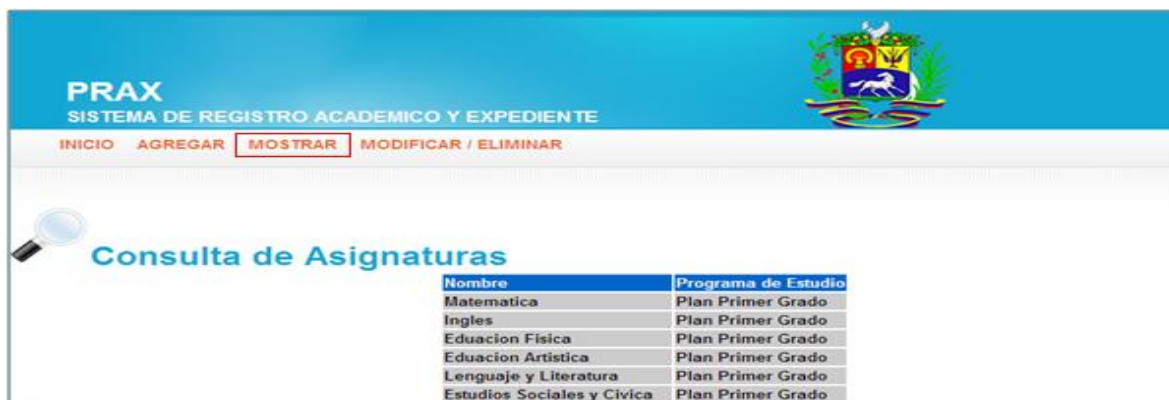 PRAX
SISTEMA DE REGISTRO ACADEMICO Y EXPEDIENTE
INICIO AGREGAR MOSTRAR MODIFICAR / ELIMINAR
Consulta de Asignaturas
Nombre Programa de Estudio
Matematica Plan Primer Grado
Ingles Plan Primer Grado
Eduacion Fisica Plan Primer Grado
Eduacion Artistica Plan Primer Grado
Lenguaje y Literatura Plan Primer Grado
Estudios Sociales y Civica Plan Primer Grado